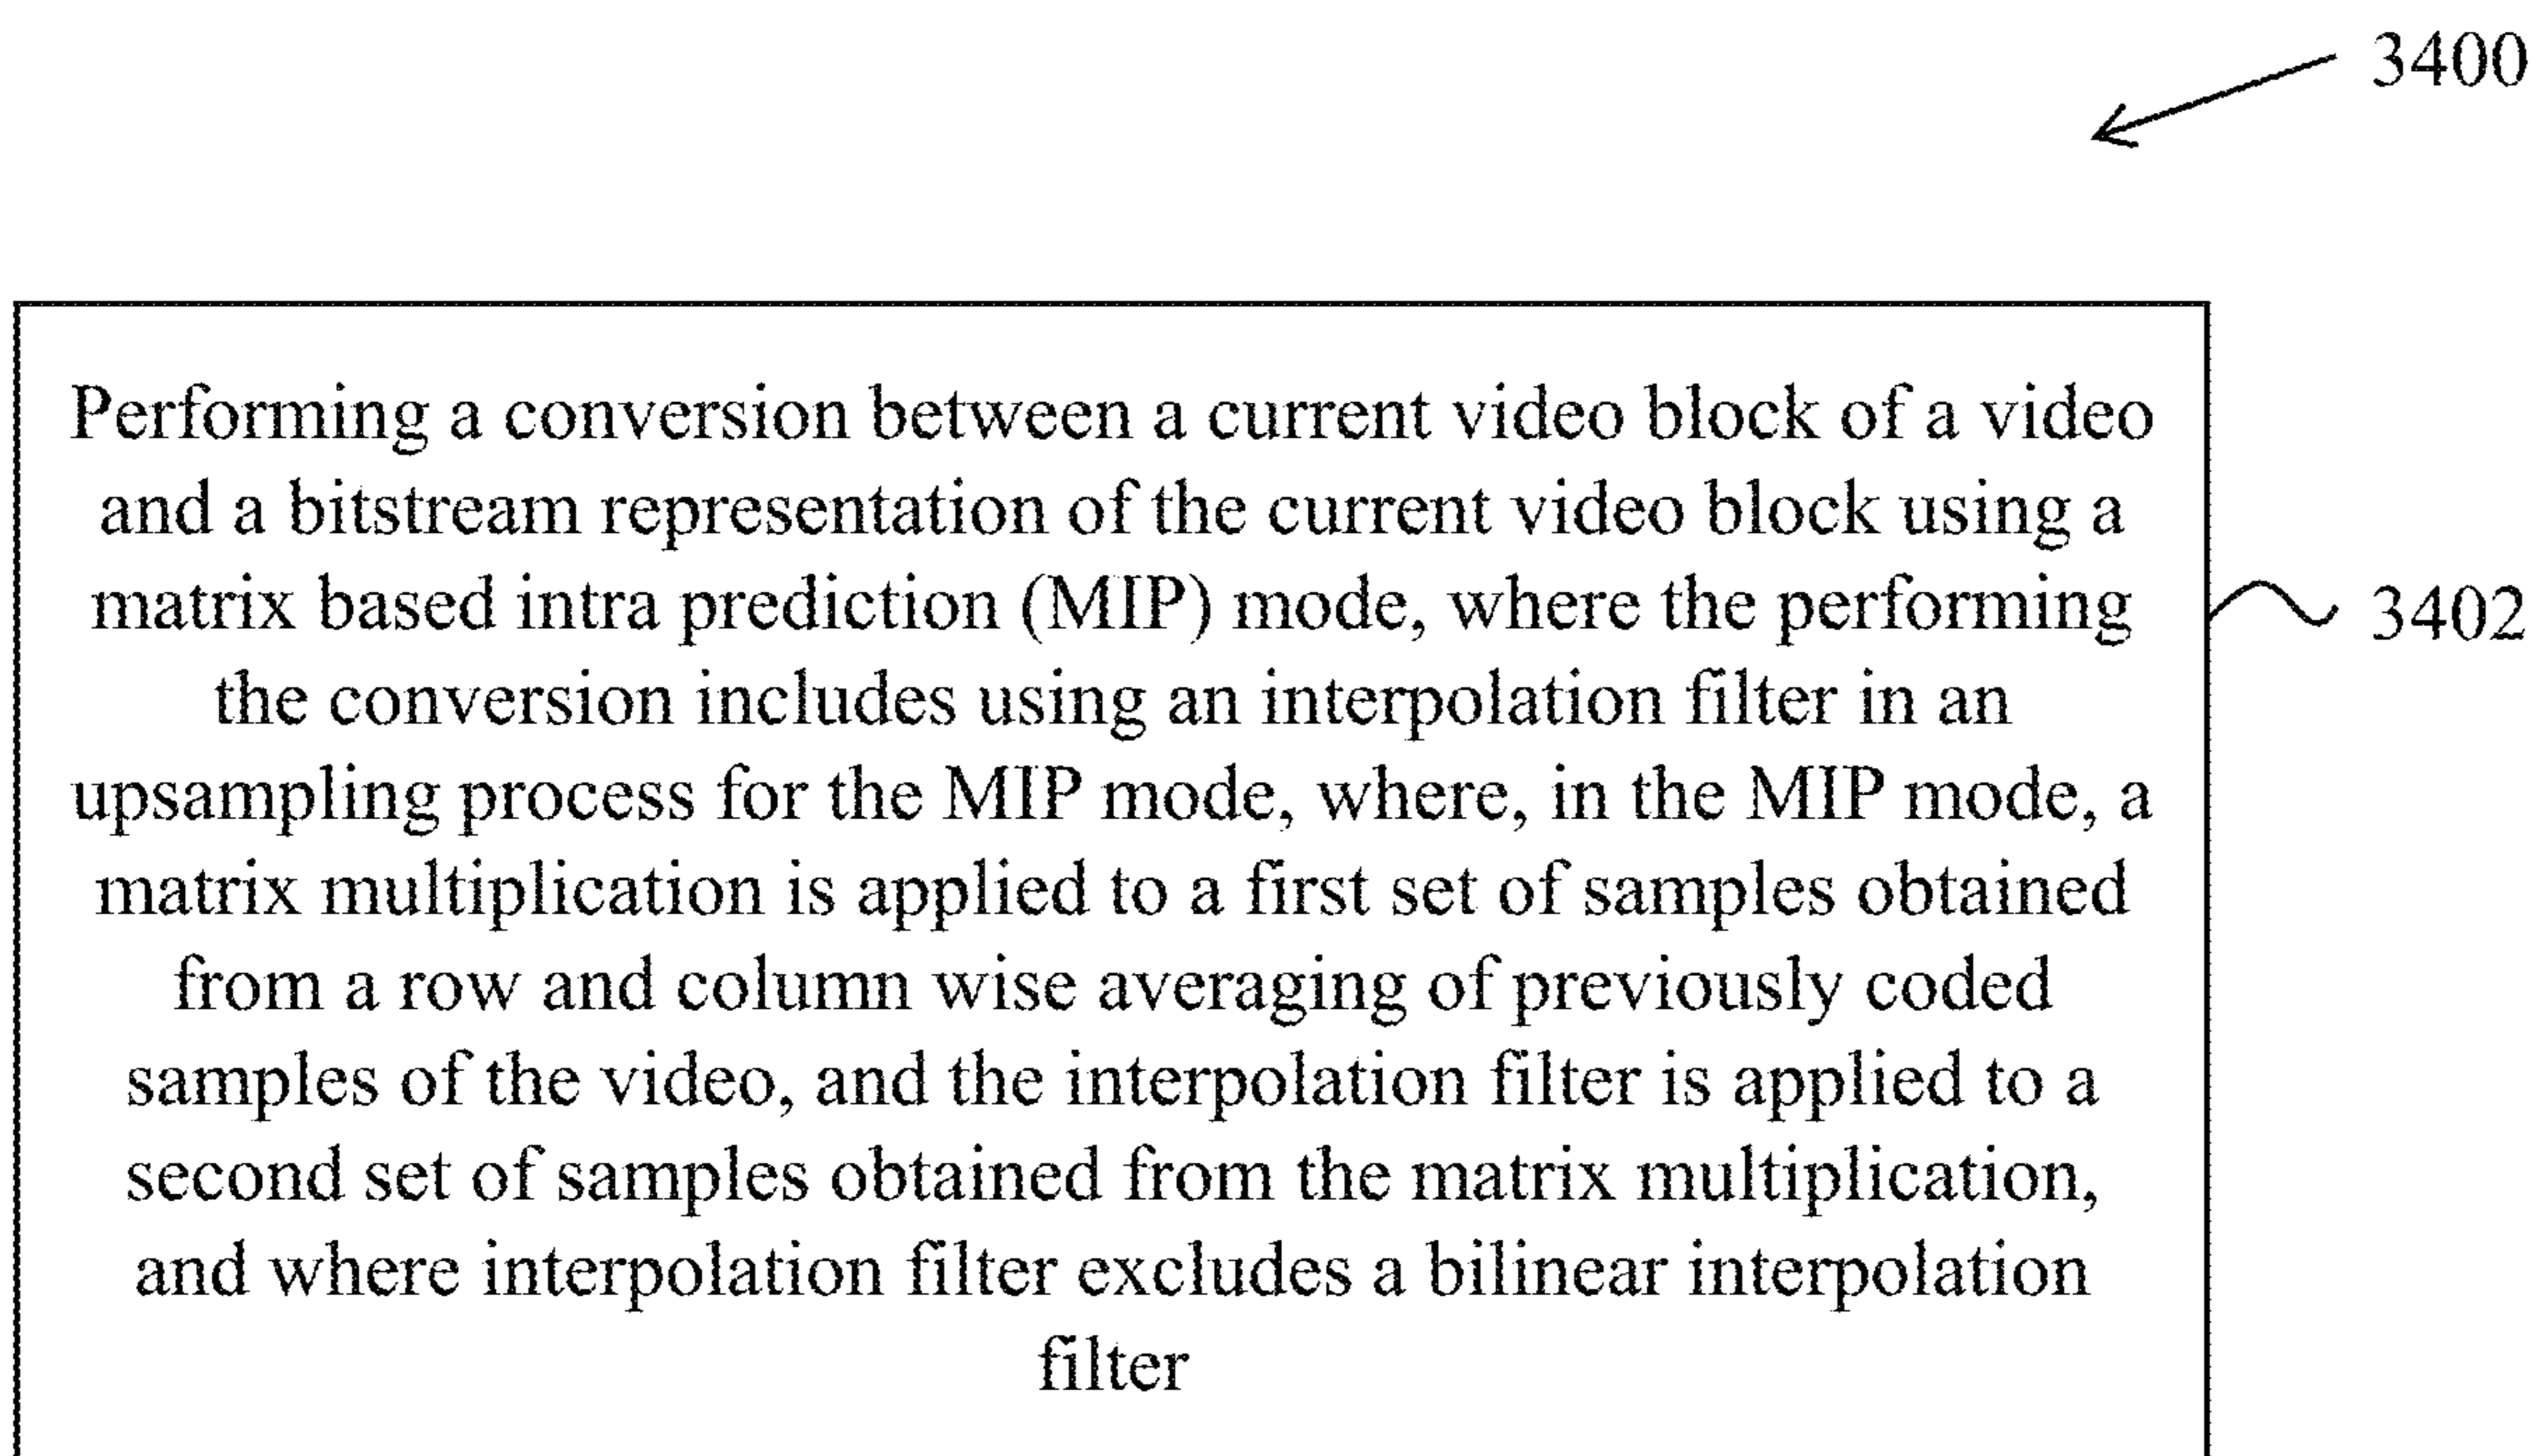 3400
Performing a conversion between a current video block of a video
and a bitstream representation of the current video block using a
matrix based intra prediction (MIP) mode, where the performing
the conversion includes using an interpolation filter in an
upsampling process for the MIP mode, where, in the MIP mode, a
matrix multiplication is applied to a first set of samples obtained
from a row and column wise averaging of previously coded
samples of the video, and the interpolation filter is applied to a
second set of samples obtained from the matrix multiplication,
and where interpolation filter excludes a bilinear interpolation
filter
3402